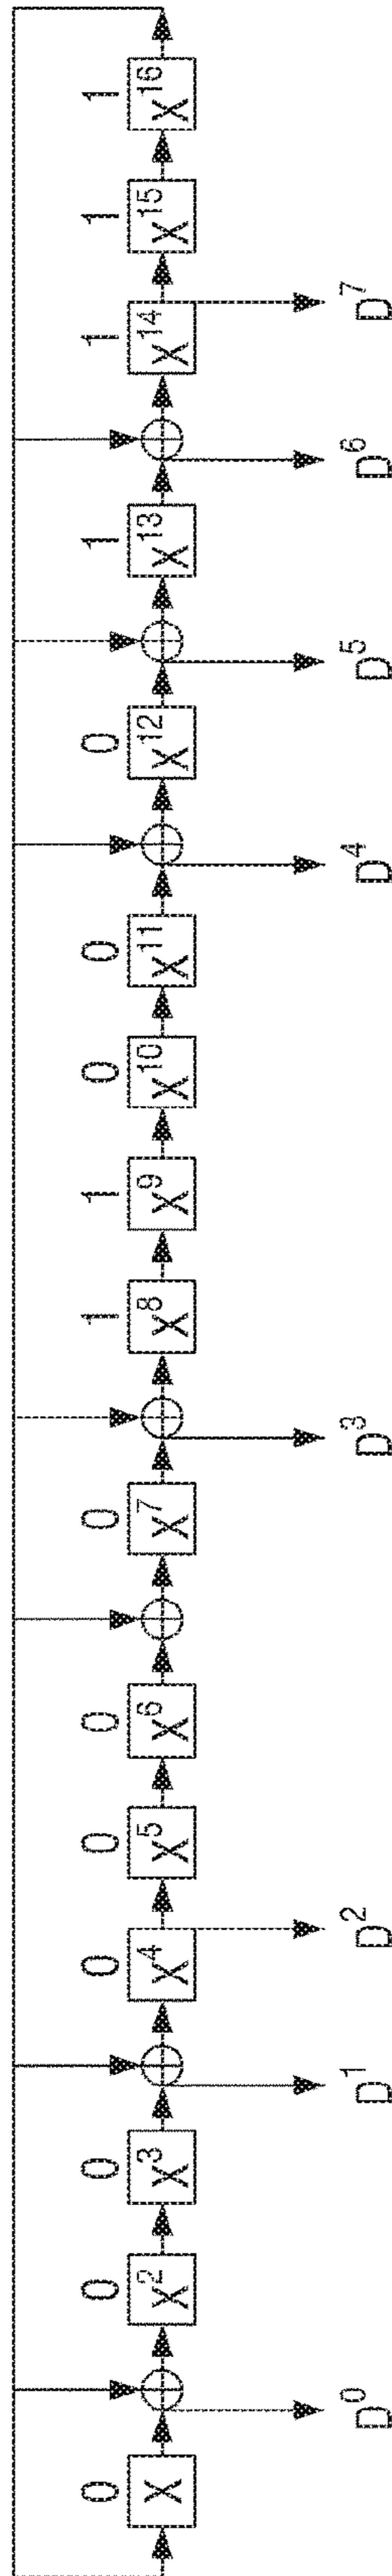 0 0 0 0 0 0 0 1 1 0 0 0 1 1 1 1
X X² X³ X⁴ X⁵ X⁶ X⁷ X⁸ X⁹ X¹⁰ X¹¹ X¹² X¹³ X¹⁴ X¹⁵ X¹⁶
D⁰ D¹ D² D³ D⁴ D⁵ D⁶ D⁷